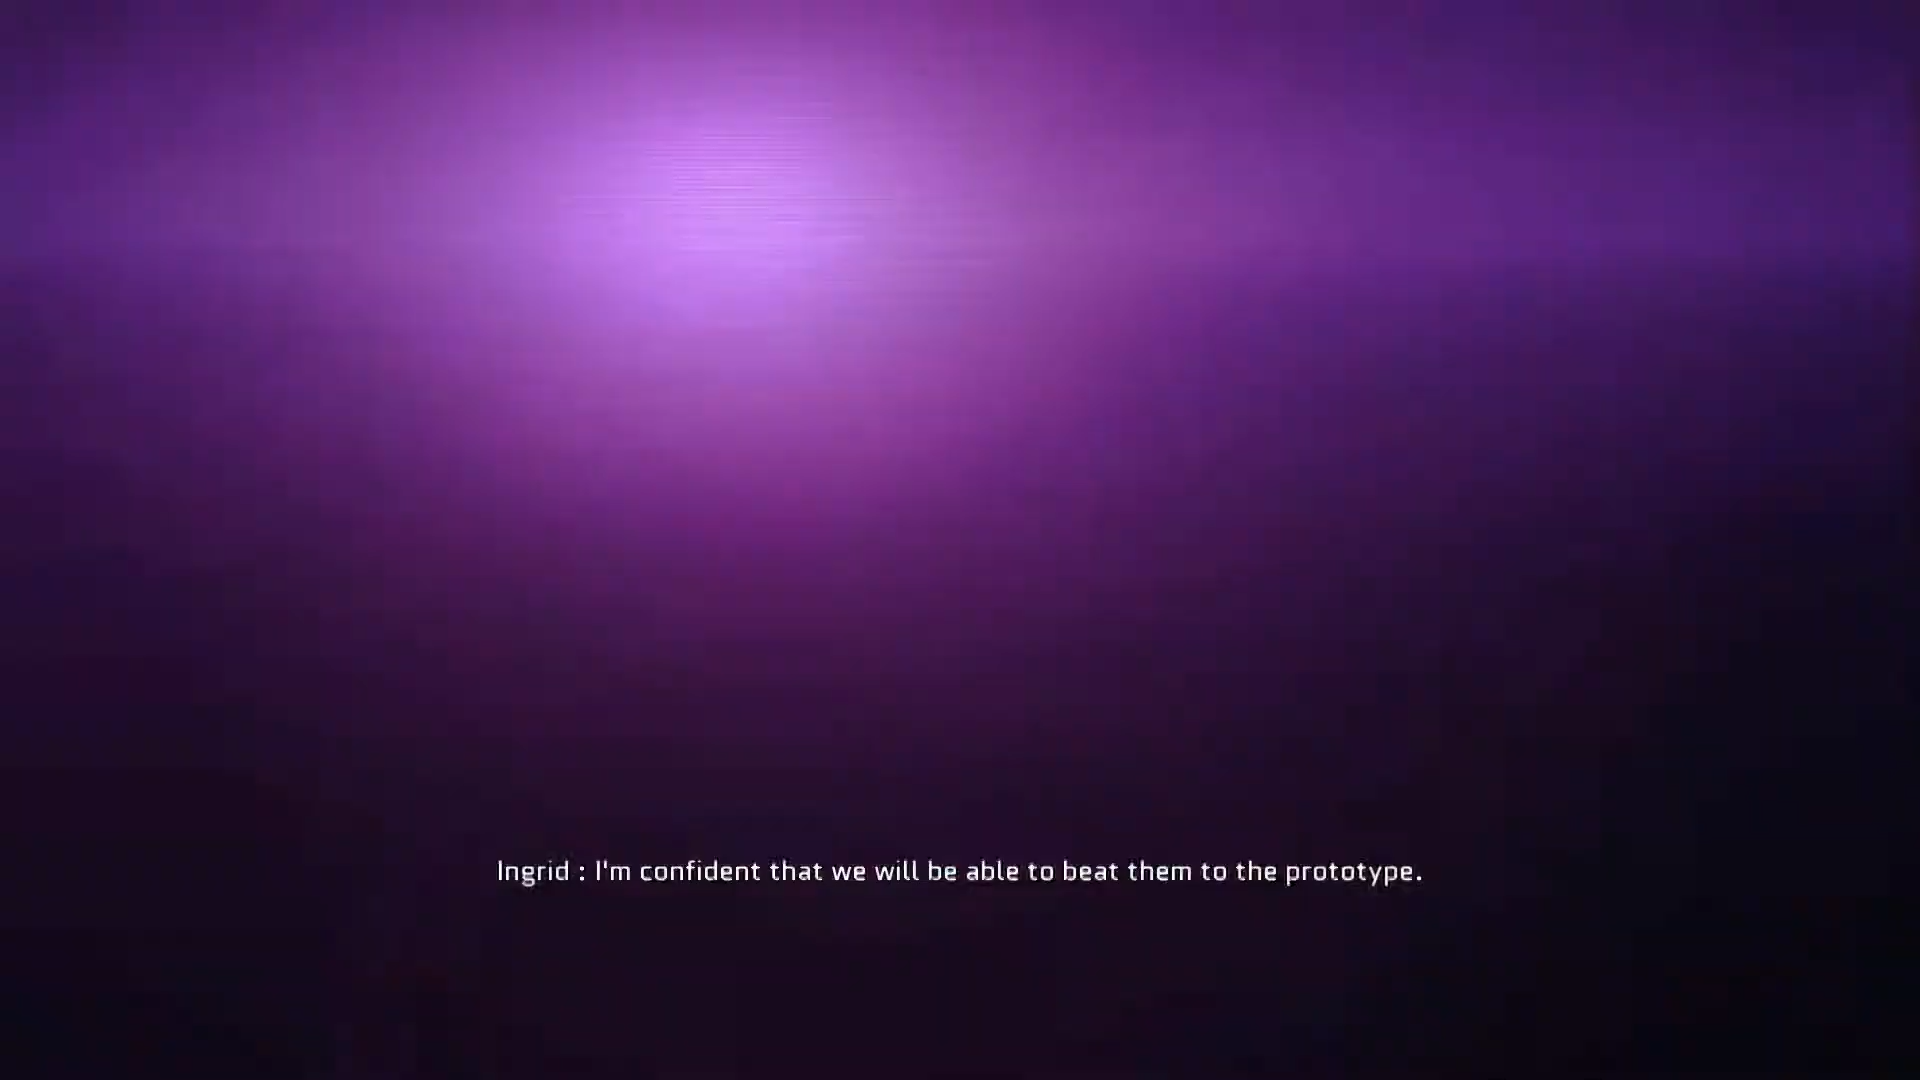 Ingrid : I'm confident that we will be able to beat them to the prototype.